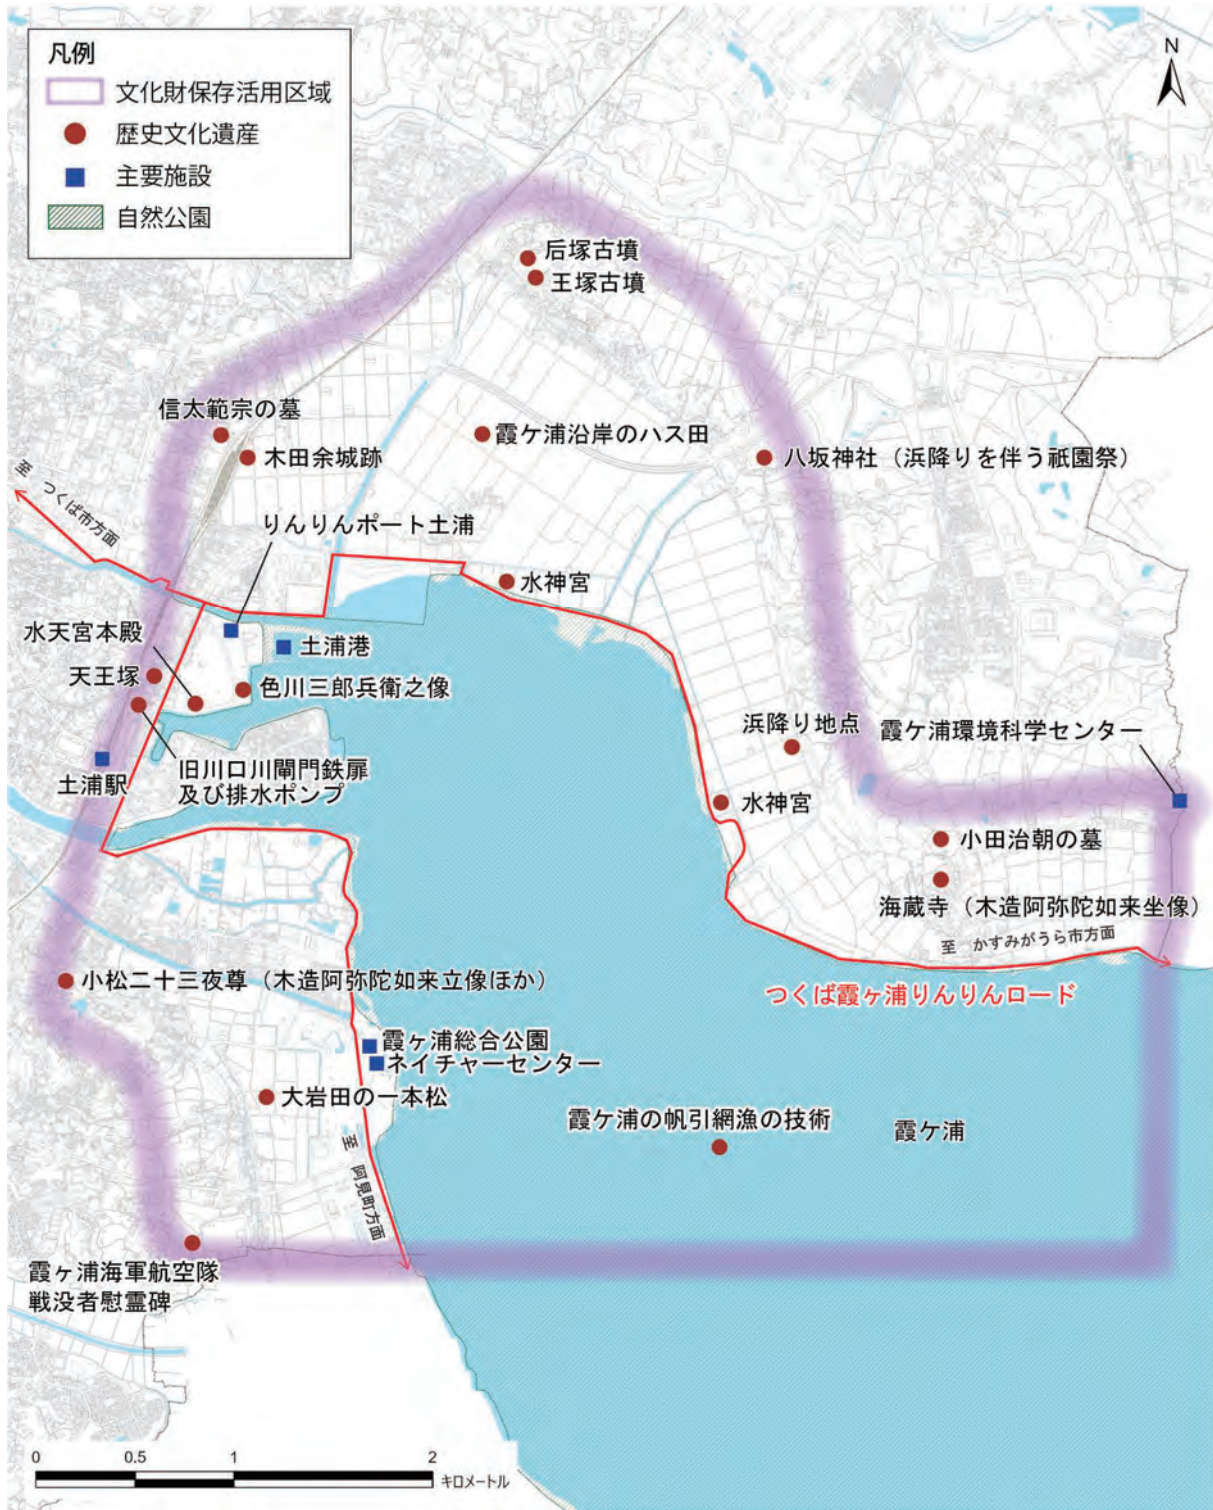 凡例
文化財保存活用区域
歴史文化遺産
主要施設
自然公園
N
后塚古墳
王塚古墳
信太範宗の墓
木田余城跡
霞ケ浦沿岸のハス田
八坂神社（浜降りを伴う祇園祭）
至 つくば市方面
りんりんポート土浦
水神宮
水天宮本殿
土浦港
天王塚
色川三郎兵衛之像
浜降り地点
霞ケ浦環境科学センター
土浦駅
旧川口川閘門鉄扉
及び排水ポンプ
水神宮
小田治朝の墓
海蔵寺（木造阿弥陀如来坐像）
至 かすみがうら市方面
小松二十三夜尊（木造阿弥陀如来立像ほか）
つくば霞ヶ浦りんりんロード
霞ヶ浦総合公園
ネイチャーセンター
大岩田の一本松
霞ケ浦の帆引網漁の技術
霞ケ浦
至 阿見町方面
霞ヶ浦海軍航空隊
戦没者慰霊碑
0 0.5 1 2
キロメートル